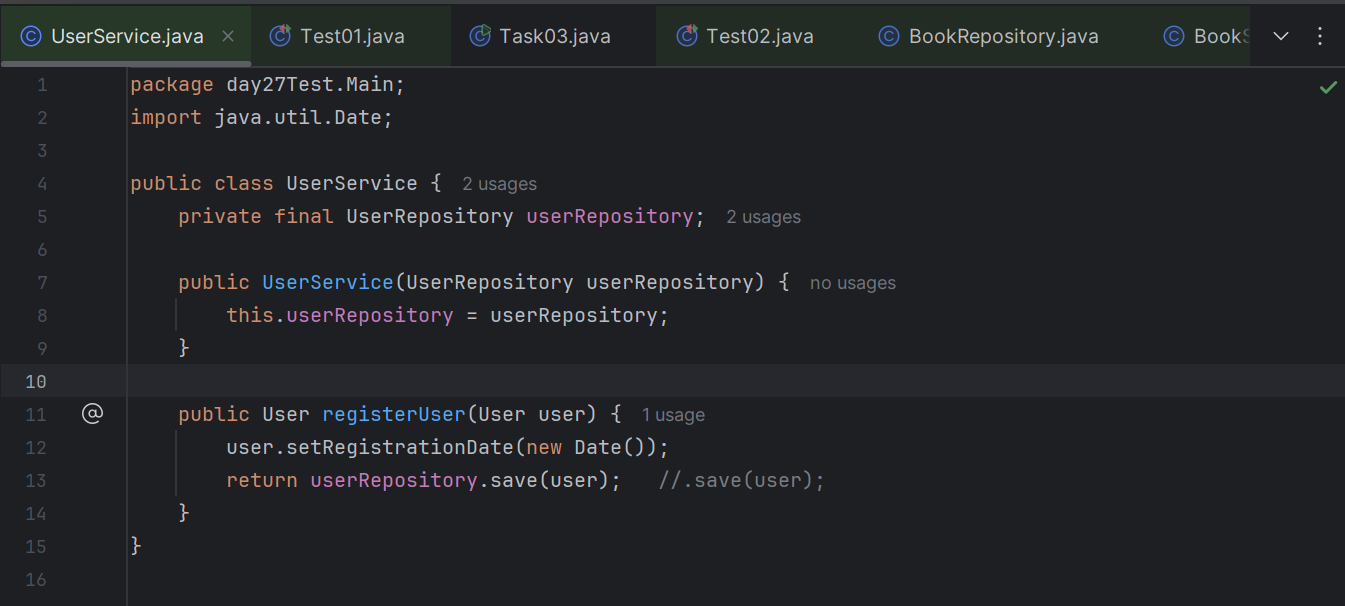 UserService.java Test01.java Task03.java Test02.java BookRepository.java Book
1 package day27Test.Main;
2 import java.util.Date;
3
4 public class UserService { 2 usages
5 private final UserRepository userRepository; 2 usages
6
7 public UserService(UserRepository userRepository) { no usages
8 this.userRepository = userRepository;
9 }
10
11 public User registerUser(User user) { 1 usage
12 user.setRegistrationDate(new Date());
13 return userRepository.save(user); //.save(user);
14 }
15 }
16